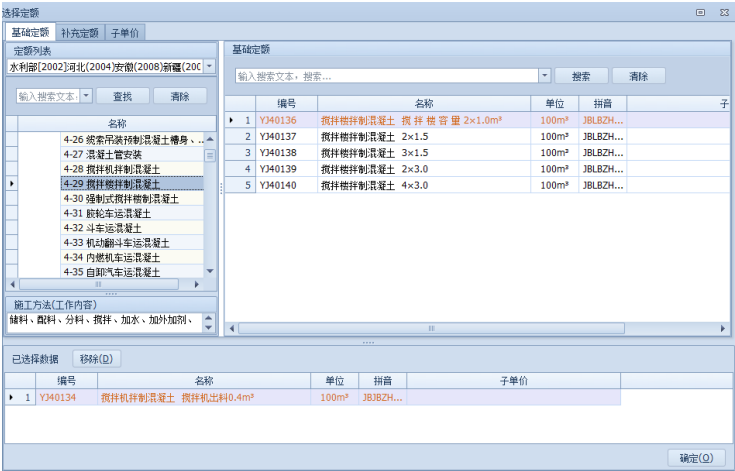 选择定额
基础定额 补充定额 子单价
定额列表
水利部[2002]河北(2004)安徽(2008)新疆(200
输入搜索文本, 查找 清除
名称
4-26 缆索吊装预制混凝土槽身、..
4-27 混凝土管安装
4-28 搅拌机拌制混凝土
4-29 搅拌楼拌制混凝土
4-30 强制式搅拌楼制混凝土
4-31 胶轮车运混凝土
4-32 斗车运混凝土
4-33 机动翻斗车运混凝土
4-34 内燃机车运混凝土
4-35 自卸汽车运混凝土
施工方法(工作内容)
储料、配料、分料、搅拌、加水、加外加剂、
基础定额
输入搜索文本，搜索... 搜索 清除
编号 名称 单位 拼音 子
1 YJ40136 搅拌楼拌制混凝土 搅 拌 楼 容 量 2×1.0m³ 100m³ JBLBZH...
2 YJ40137 搅拌楼拌制混凝土 2×1.5 100m³ JBLBZH...
3 YJ40138 搅拌楼拌制混凝土 3×1.5 100m³ JBLBZH...
4 YJ40139 搅拌楼拌制混凝土 2×3.0 100m³ JBLBZH...
5 YJ40140 搅拌楼拌制混凝土 4×3.0 100m³ JBLBZH...
已选择数据 移除(D)
编号 名称 单位 拼音 子单价
1 YJ40134 搅拌机拌制混凝土 搅拌机出料0.4m³ 100m³ JBJBZH...
确定(O)